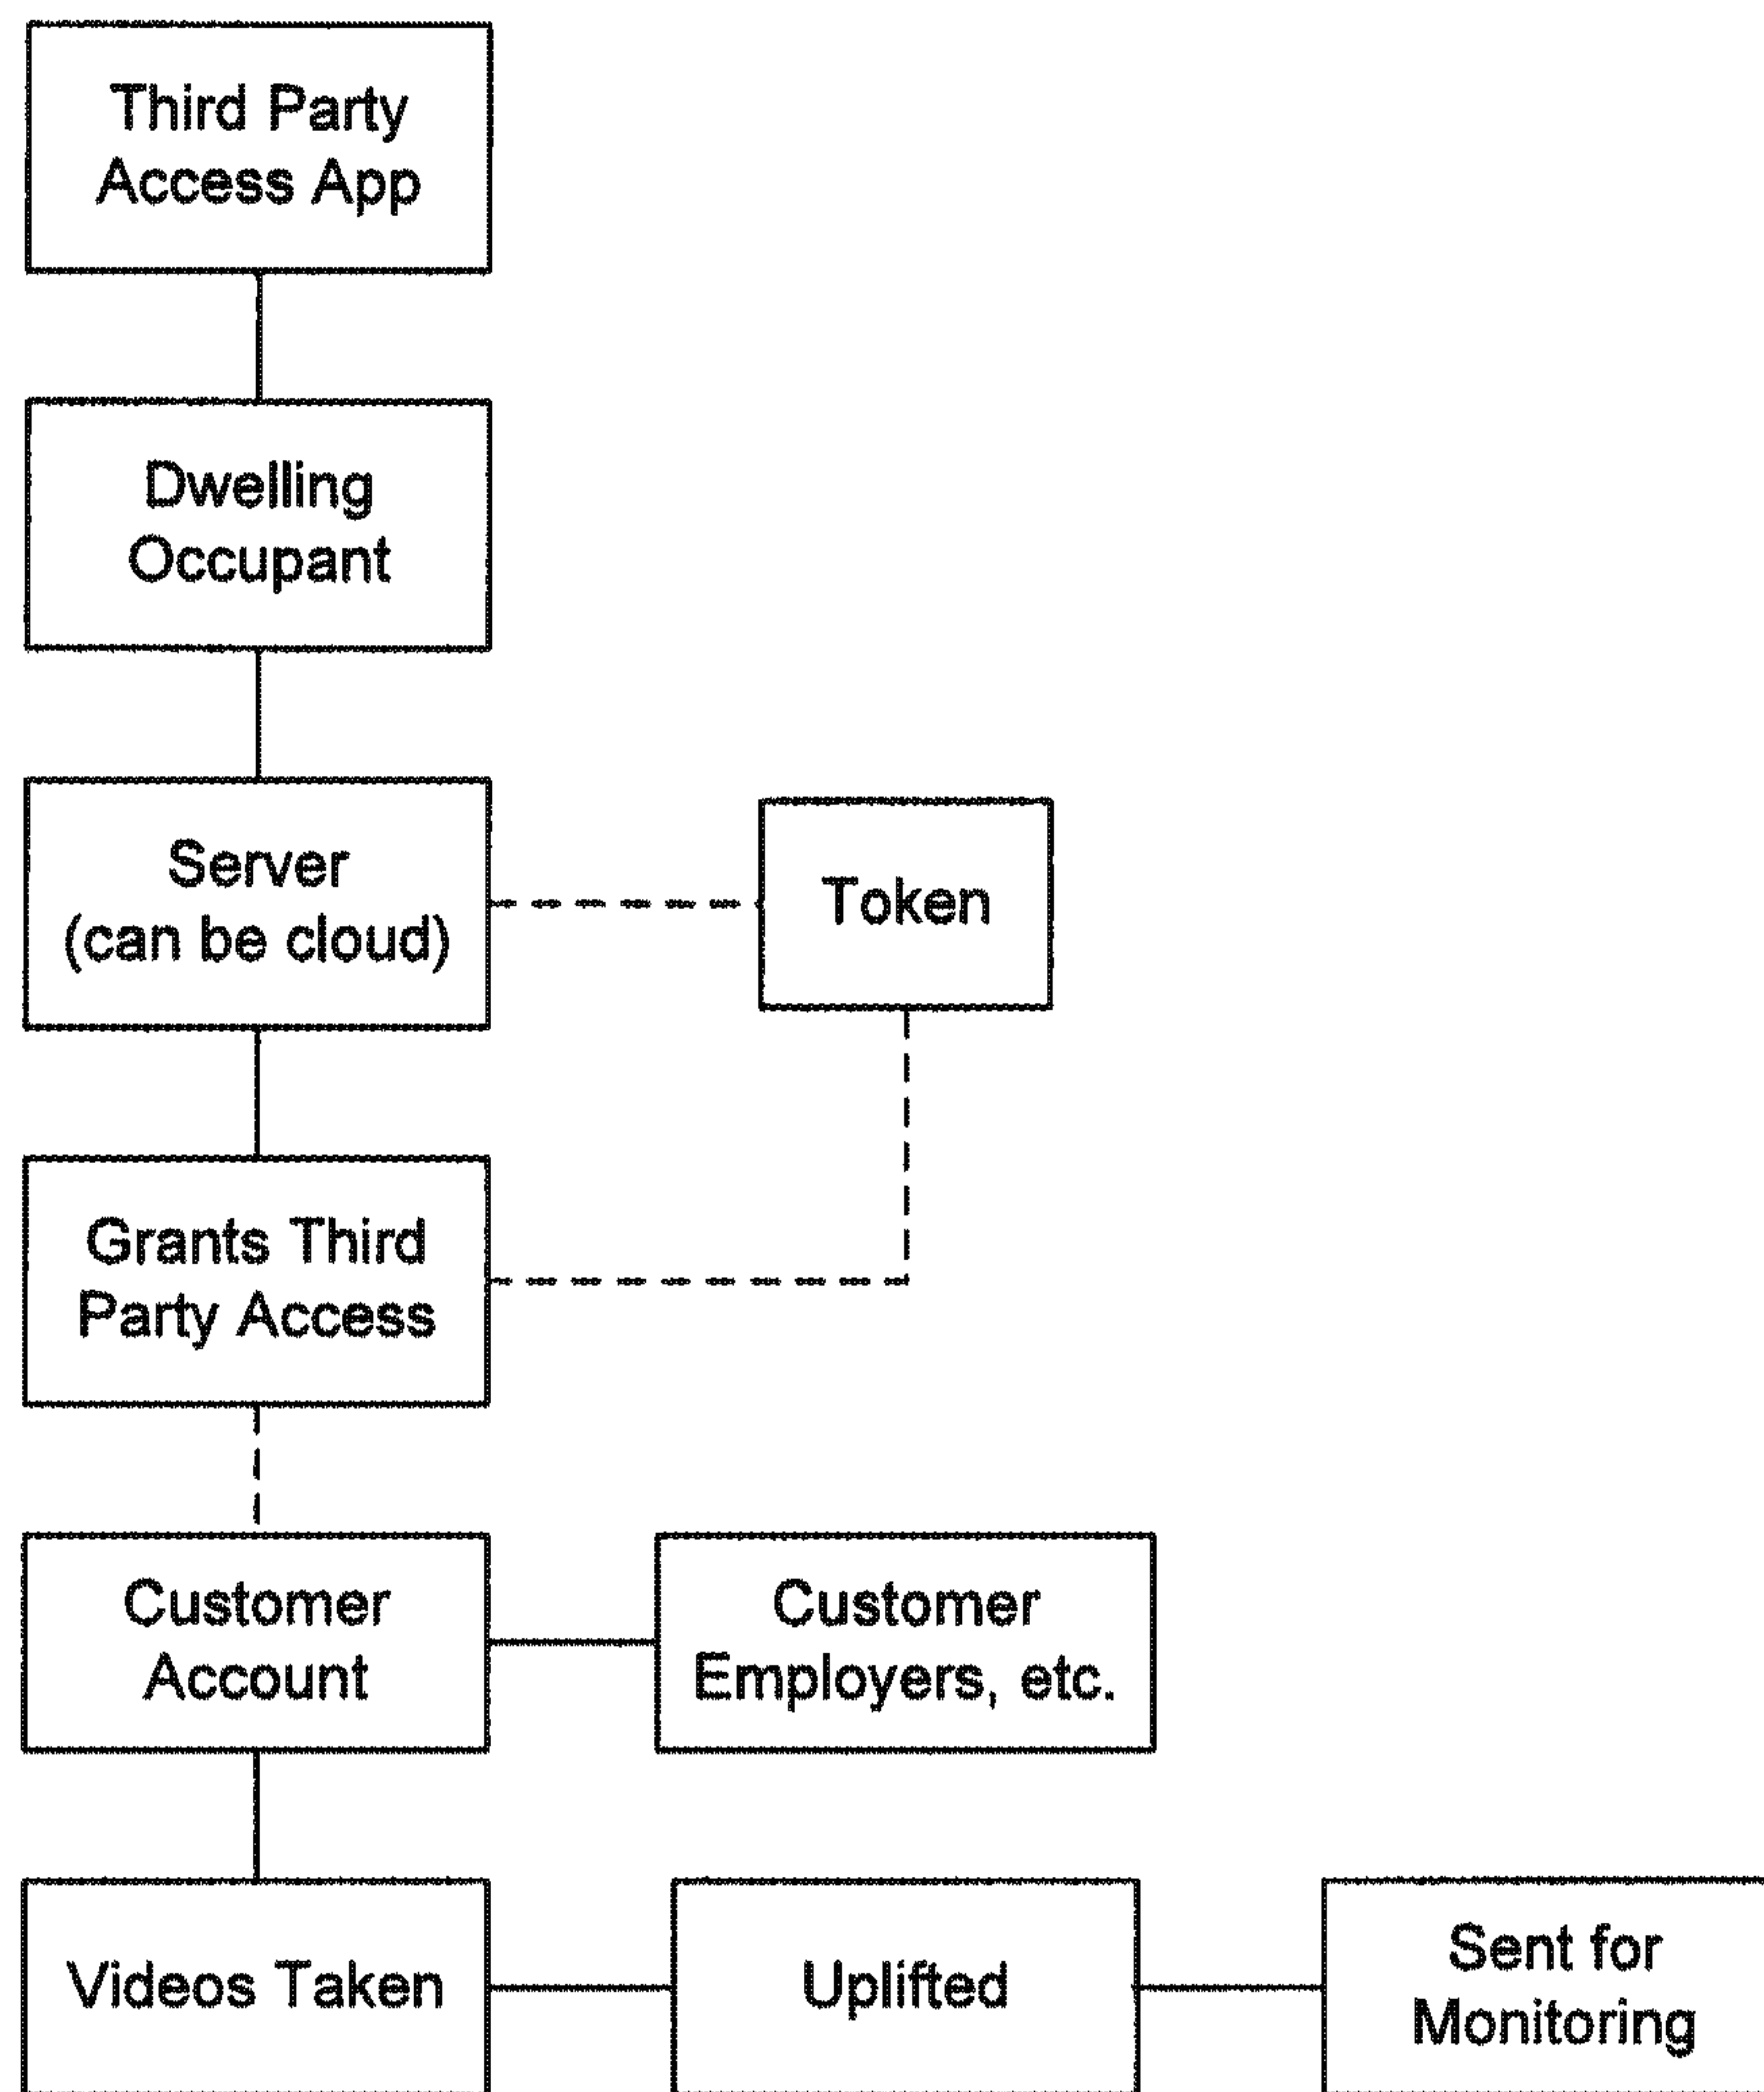 Third Party
Access App
Dwelling
Occupant
Server
(can be cloud)
Token
Grants Third
Party Access
Customer
Account
Customer
Employers, etc.
Videos Taken
Uplifted
Sent for
Monitoring